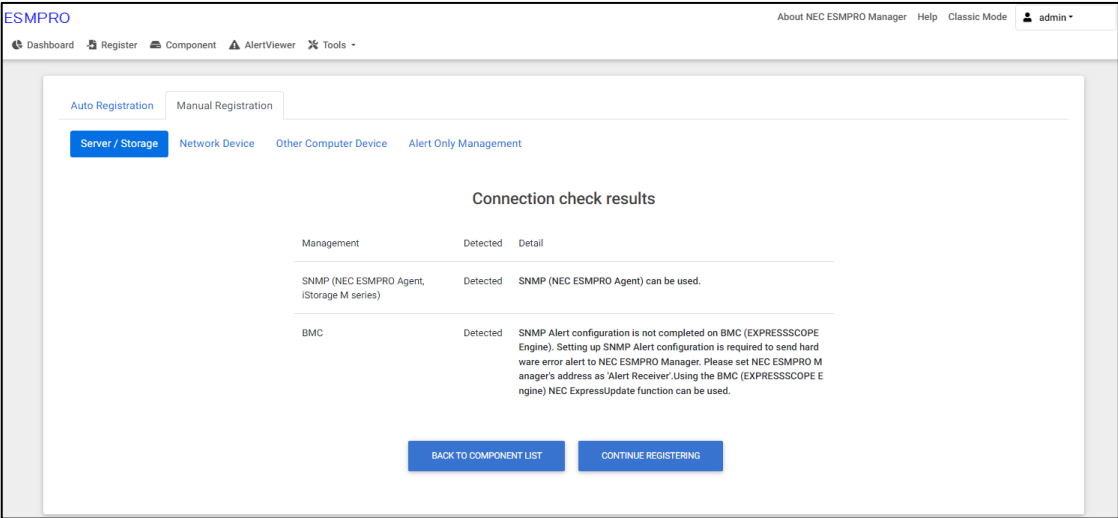 ESMPRO
About NEC ESMPRO Manager Help Classic Mode admin
Dashboard Register Component AlertViewer Tools
Auto Registration Manual Registration
Server / Storage Network Device Other Computer Device Alert Only Management
Connection check results
Management Detected Detail
SNMP (NEC ESMPRO Agent, Detected SNMP (NEC ESMPRO Agent) can be used.
iStorage M series)
BMC Detected SNMP Alert configuration is not completed on BMC (EXPRESSSCOPE
Engine). Setting up SNMP Alert configuration is required to send hard
ware error alert to NEC ESMPRO Manager. Please set NEC ESMPRO M
anager's address as 'Alert Receiver'.Using the BMC (EXPRESSSCOPE E
ngine) NEC ExpressUpdate function can be used.
BACK TO COMPONENT LIST CONTINUE REGISTERING